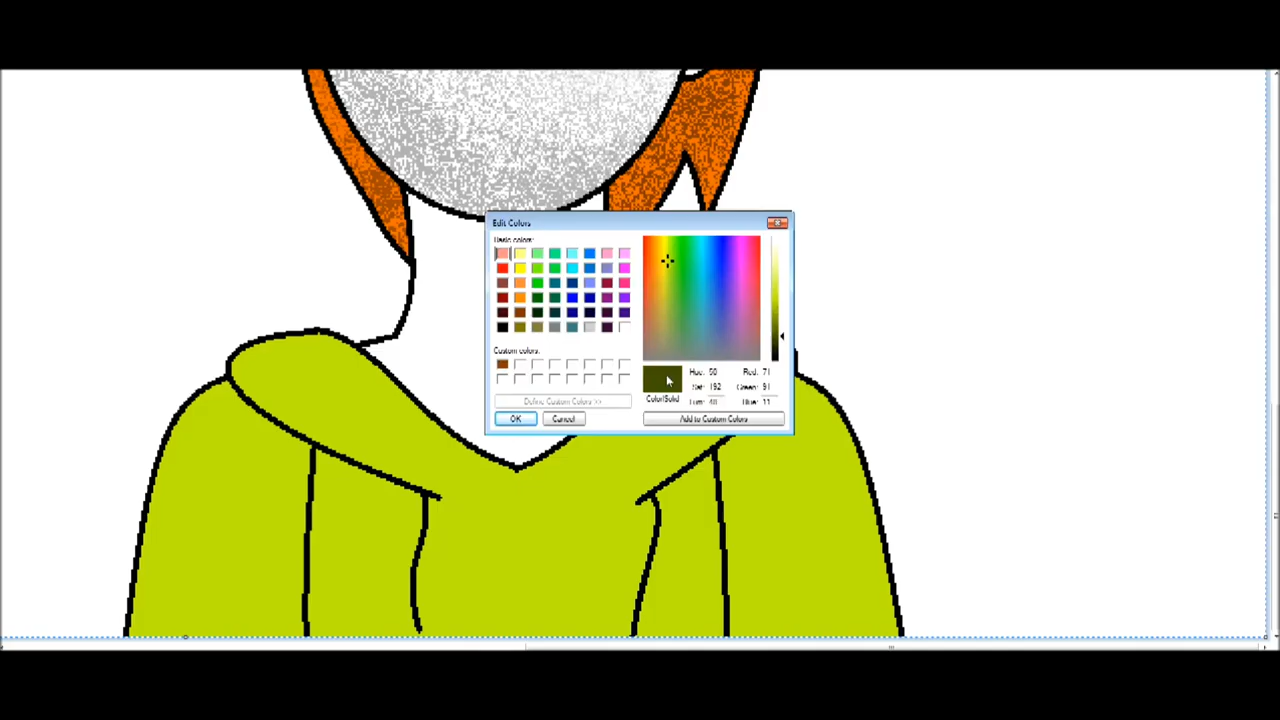 Edit Colors
Basic colors:
Custom colors:
Define Custom Colors >>
OK
Cancel
Color|Solid
Hue: 50
Sat: 192
Lum: 48
Red: 71
Green: 91
Blue: 11
Add to Custom Colors